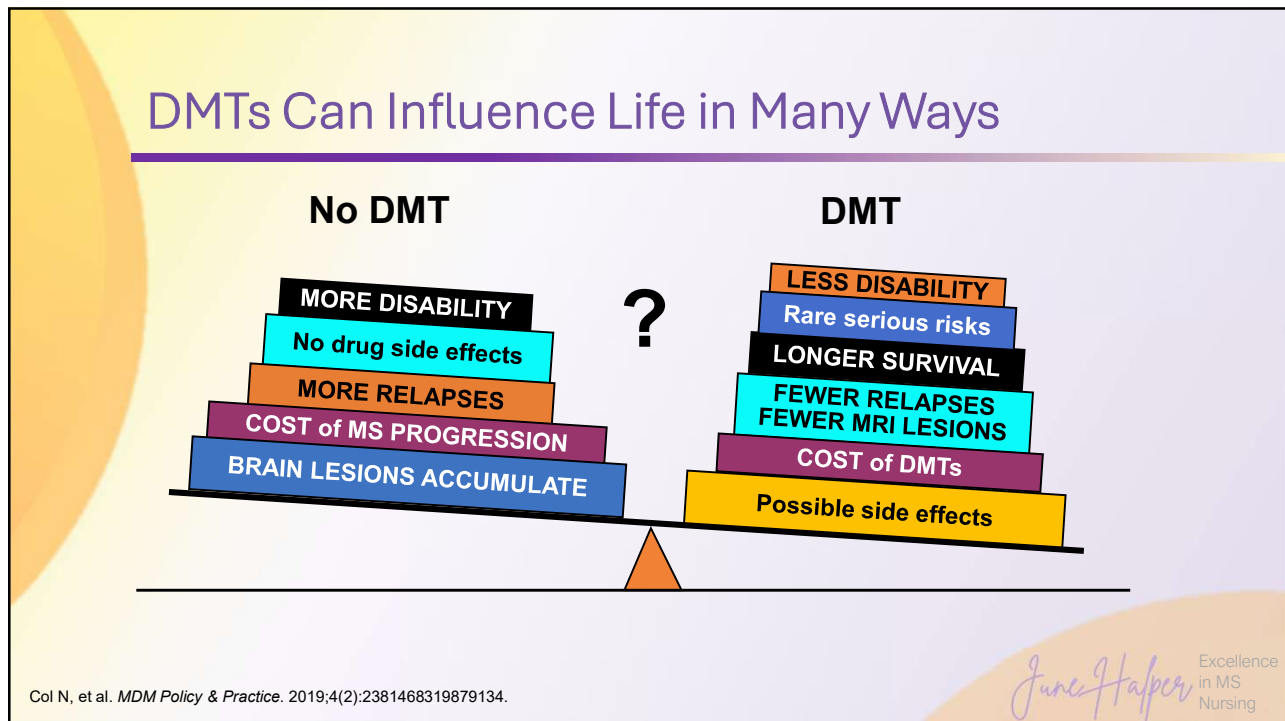 DMTs Can Influence Life in Many Ways
No DMT
MORE DISABILITY
No drug side effects
MORE RELAPSES
COST of MS PROGRESSION
BRAIN LESIONS ACCUMULATE
?
DMT
LESS DISABILITY
Rare serious risks
LONGER SURVIVAL
FEWER RELAPSES
FEWER MRI LESIONS
COST of DMTs
Possible side effects
Col N, et al. MDM Policy & Practice. 2019;4(2):2381468319879134.
June Halper
Excellence
in MS
Nursing